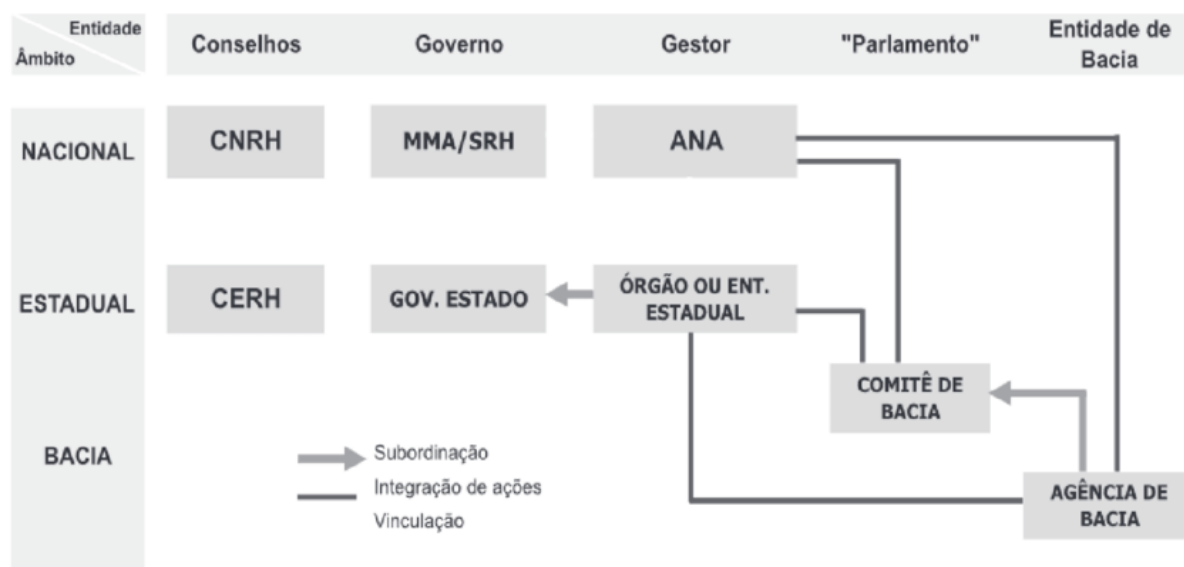 Entidade
Âmbito
Conselhos
Governo
Gestor
"Parlamento"
Entidade de
Bacia
NACIONAL
CNRH
MMA/SRH
ANA
ESTADUAL
CERH
GOV. ESTADO
ÓRGÃO OU ENT.
ESTADUAL
COMITÊ DE
BACIA
BACIA
Subordinação
Integração de ações
Vinculação
AGÊNCIA DE
BACIA